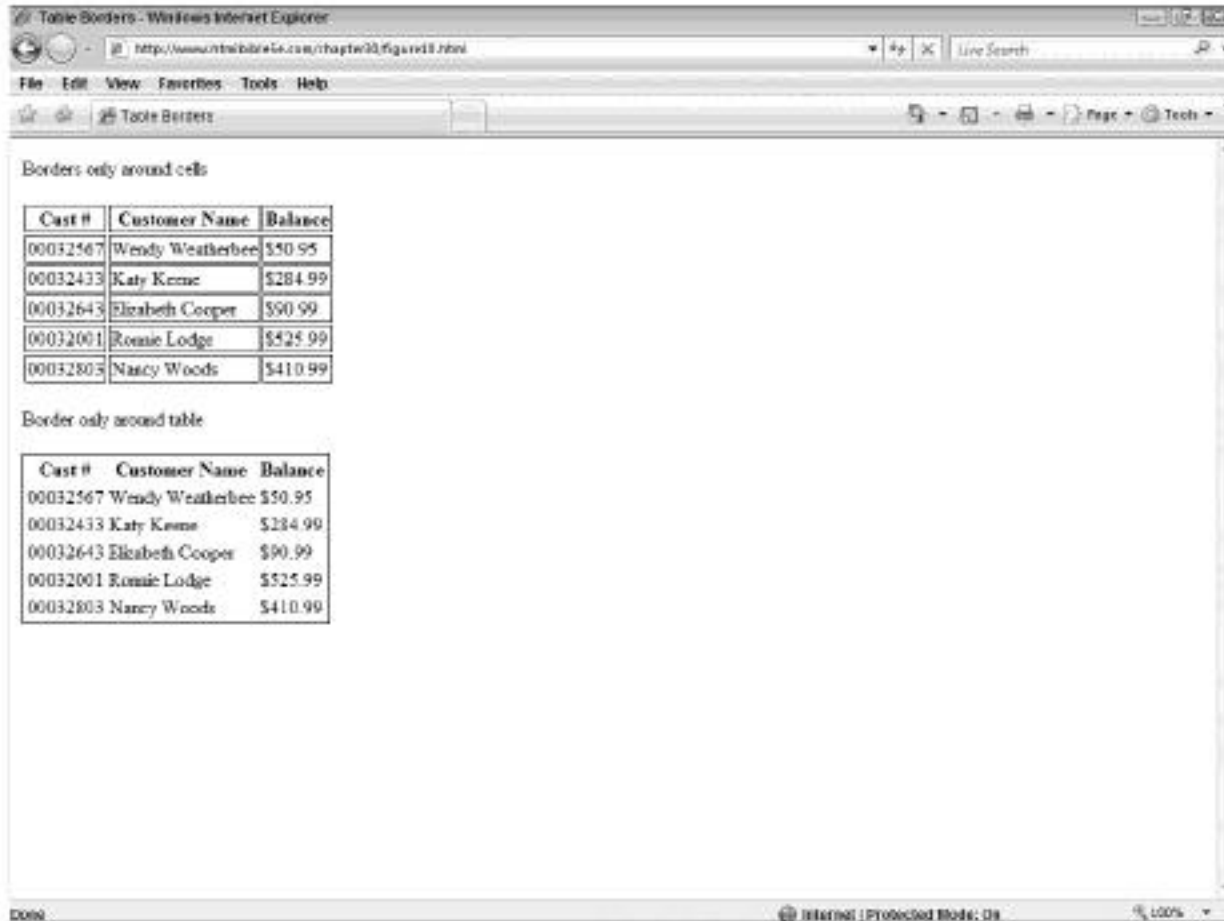 Table Borders - Windows Internet Explorer
Live Search
File Edit View Favorites Tools Help
Table Borders
Page Tools
Borders only around cells
Cust # Customer Name Balance
00032567 Wendy Weatherbee $50.95
00032433 Katy Keene $284.99
00032643 Elizabeth Cooper $90.99
00032001 Ronnie Lodge $525.99
00032803 Nancy Woods $410.99
Border only around table
Cust # Customer Name Balance
00032567 Wendy Weatherbee $50.95
00032433 Katy Keene $284.99
00032643 Elizabeth Cooper $90.99
00032001 Ronnie Lodge $525.99
00032803 Nancy Woods $410.99
Done Internet | Protected Mode: On 100%